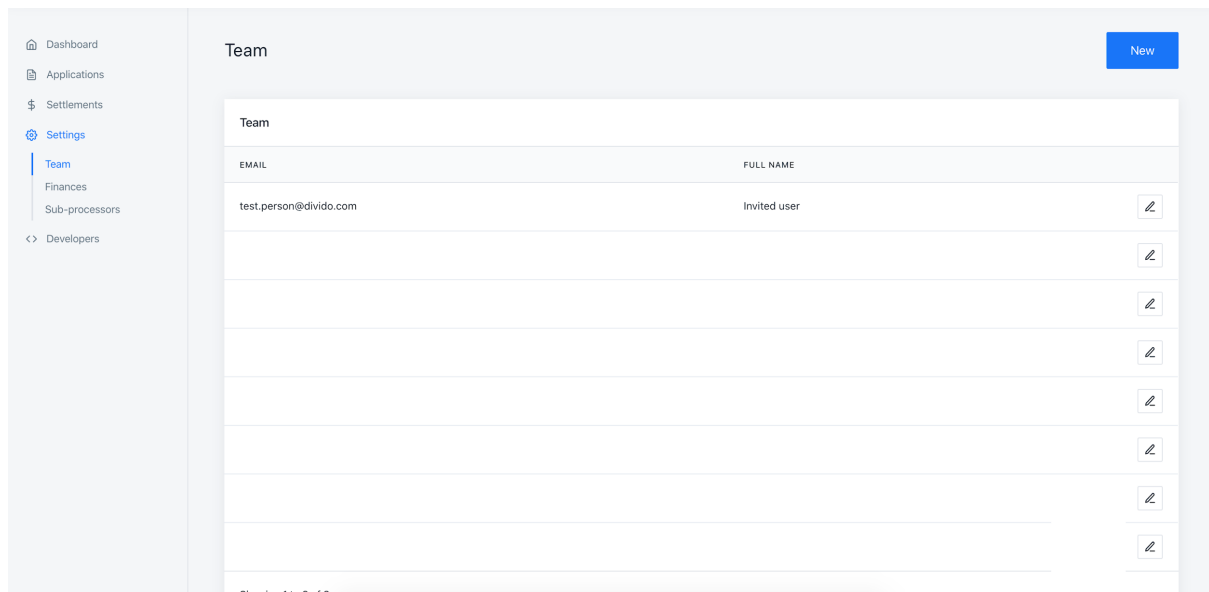 Dashboard
Applications
Settlements
Settings
Team
Finances
Sub-processors
Developers
Team
New
Team
EMAIL FULL NAME
test.person@divido.com Invited user